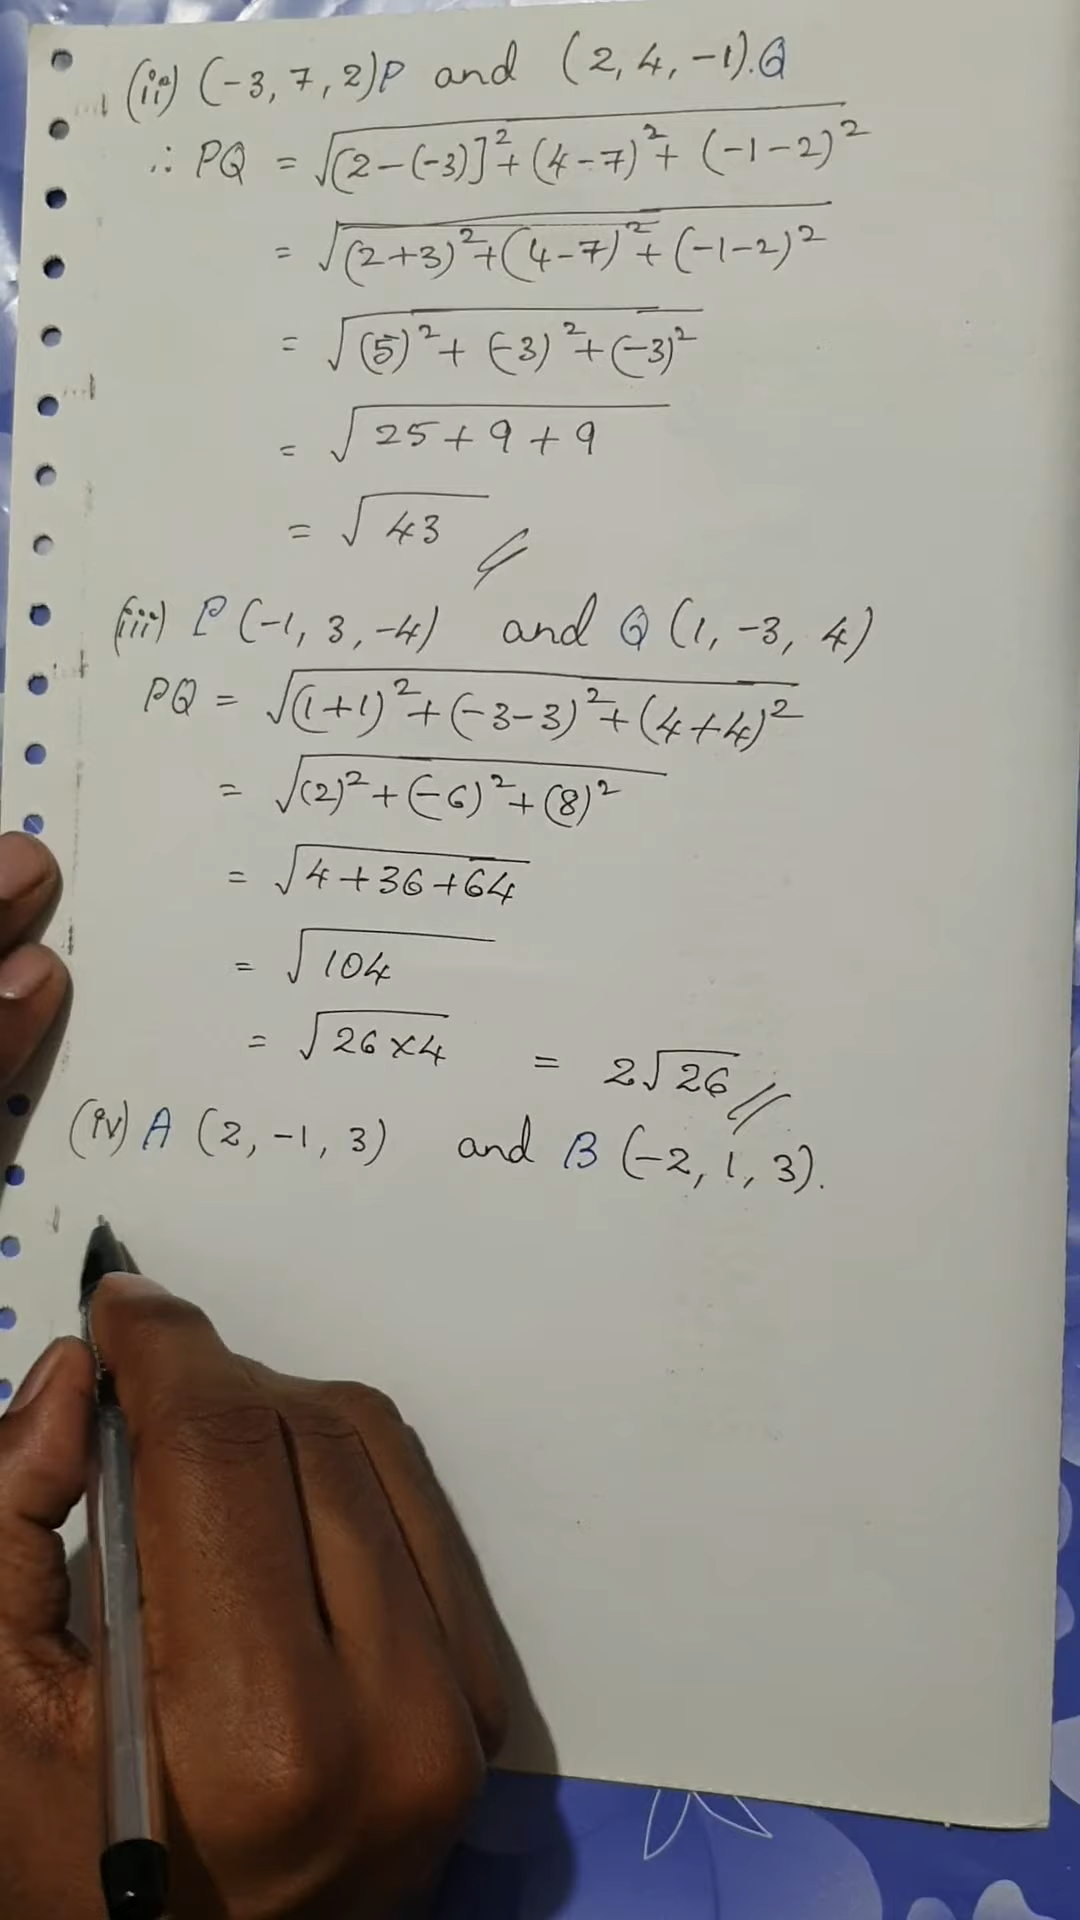 (ii) (-3, 7, 2)P and (2, 4, -1).Q
∴ PQ = √(2-(-3)]² + (4-7)² + (-1-2)²
= √(2+3)² + (4-7)² + (-1-2)²
= √(5)² + (-3)² + (-3)²
= √25 + 9 + 9
= √43 //
(iii) P (-1, 3, -4) and Q (1, -3, 4)
PQ = √(1+1)² + (-3-3)² + (4+4)²
= √(2)² + (-6)² + (8)²
= √4 + 36 + 64
= √104
= √26 × 4 = 2√26 //
(iv) A (2, -1, 3) and B (-2, 1, 3).